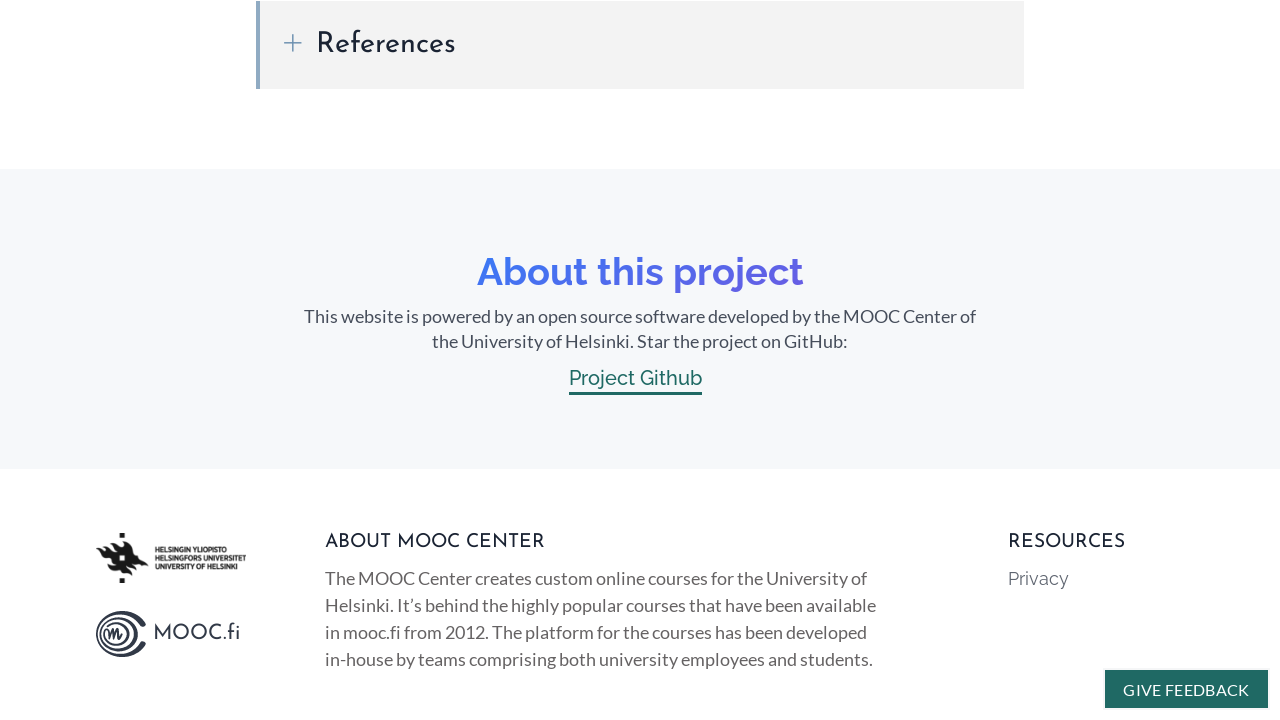 References
About this project
This website is powered by an open source software developed by the MOOC Center of
the University of Helsinki. Star the project on GitHub:
Project Github
HELSINGIN YLIOPISTO
HELSINGFORS UNIVERSITET
UNIVERSITY OF HELSINKI
MOOC.fi
ABOUT MOOC CENTER
The MOOC Center creates custom online courses for the University of
Helsinki. It’s behind the highly popular courses that have been available
in mooc.fi from 2012. The platform for the courses has been developed
in-house by teams comprising both university employees and students.
RESOURCES
Privacy
GIVE FEEDBACK